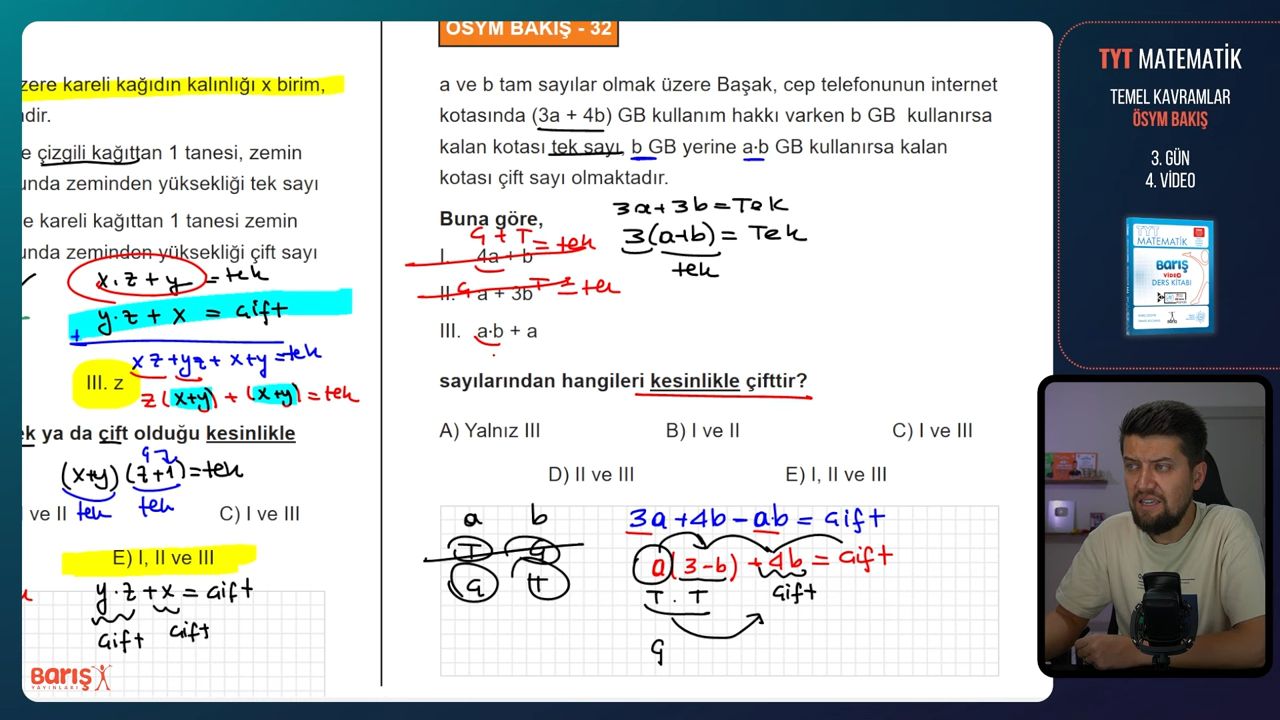 zere kareli kağıdın kalınlığı x birim,
dir.
e çizgili kağıttan 1 tanesi, zemin
unda zeminden yüksekliği tek sayı
e kareli kağıttan 1 tanesi zemin
unda zeminden yüksekliği çift sayı
x.z+y = tek
y.z + x = çift
+
xz+yz + x+y = tek
III. z
z(x+y) + (x+y) = tek
ek ya da çift olduğu kesinlikle
Ç
(x+y) (z+1) = tek
tek tek
ve II
C) I ve III
E) I, II ve III
y.z + x = çift
çift çift
BARIŞ
YAYINLARI
ÖSYM BAKIŞ - 32
a ve b tam sayılar olmak üzere Başak, cep telefonunun internet
kotasında (3a + 4b) GB kullanım hakkı varken b GB kullanırsa
kalan kotası tek sayı, b GB yerine a·b GB kullanırsa kalan
kotası çift sayı olmaktadır.
3a+3b = Tek
3(a+b) = Tek
tek
Buna göre,
Ç + T = tek
I. 4a + b
II. a + 3b
Ç T = tek
III. a·b + a
sayılarından hangileri kesinlikle çifttir?
A) Yalnız III
B) I ve II
C) I ve III
D) II ve III
E) I, II ve III
a b
T Ç
Ç T
3a+4b-ab = çift
a(3-b) + 4b = çift
T . T çift
Ç
TYT MATEMATİK
TEMEL KAVRAMLAR
ÖSYM BAKIŞ
3. GÜN
4. VİDEO
TYT
MATEMATİK
BARIŞ
VİDEO
DERS KİTABI